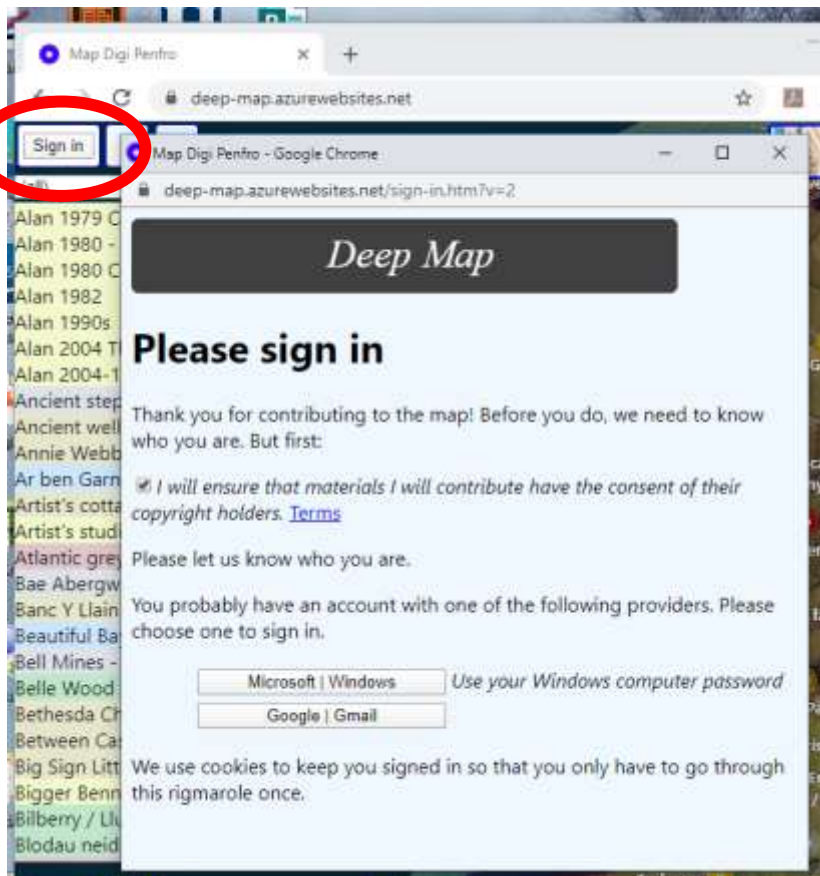 Map Digi Penfro
deep-map.azurewebsites.net
Sign in
Map Digi Penfro - Google Chrome
deep-map.azurewebsites.net/sign-in.htm?v=2
(all)
Alan 1979 C
Alan 1980 -
Alan 1980 C
Alan 1982
Alan 1990s
Alan 2004 T
Alan 2004-1
Ancient step
Ancient well
Annie Webb
Ar ben Garn
Artist's cotta
Artist's studi
Atlantic grey
Bae Abergw
Banc Y Llain
Beautiful Ba
Bell Mines -
Belle Wood
Bethesda Ch
Between Ca
Big Sign Litt
Bigger Benn
Bilberry / Llu
Blodau neid
Deep Map
Please sign in
Thank you for contributing to the map! Before you do, we need to know
who you are. But first:
I will ensure that materials I will contribute have the consent of their
copyright holders. Terms
Please let us know who you are.
You probably have an account with one of the following providers. Please
choose one to sign in.
Microsoft | Windows Use your Windows computer password
Google | Gmail
We use cookies to keep you signed in so that you only have to go through
this rigmarole once.